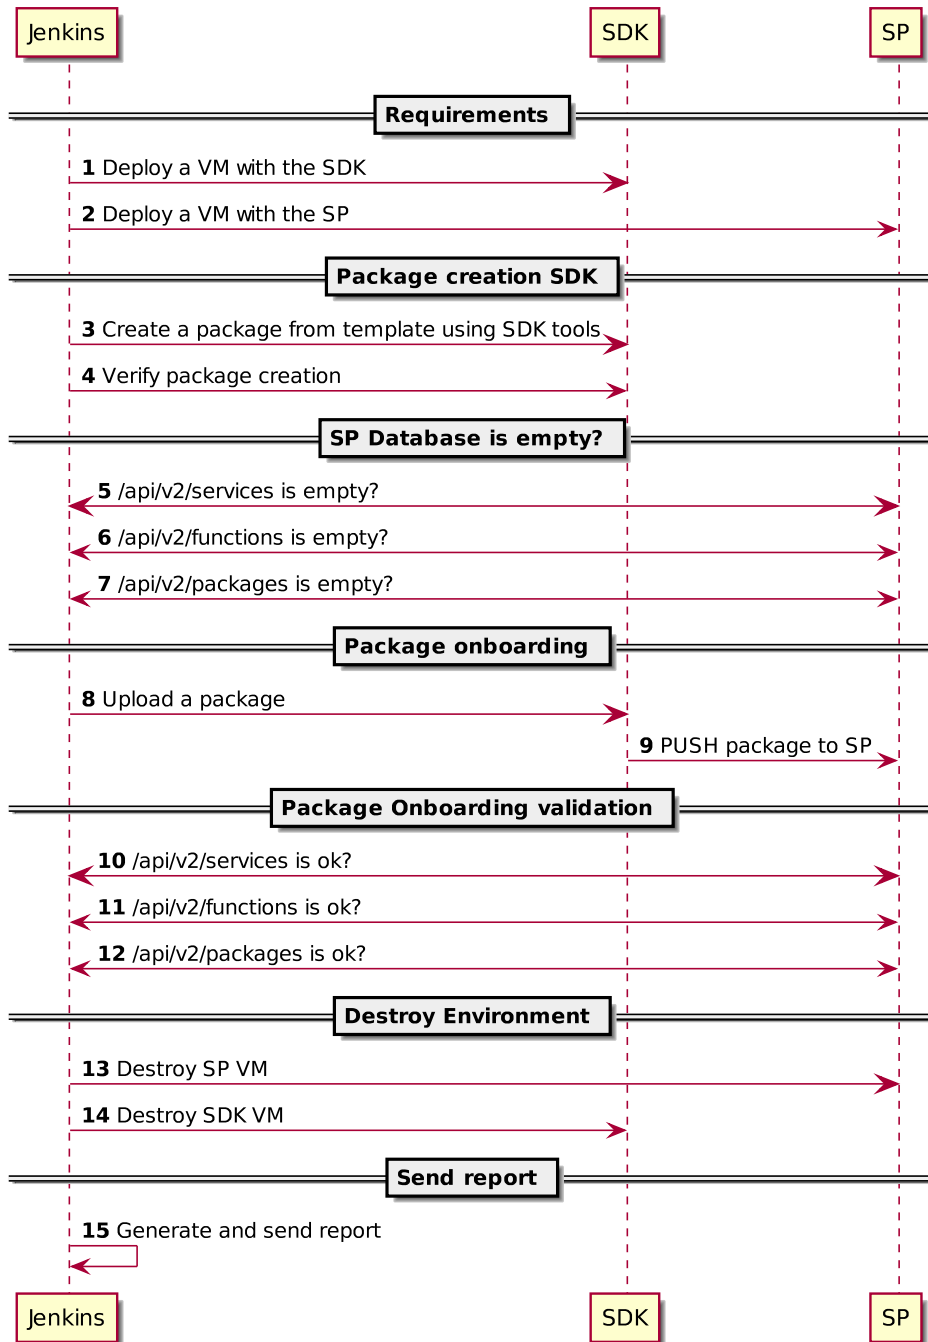 Jenkins SDK SP
Requirements
1 Deploy a VM with the SDK
2 Deploy a VM with the SP
Package creation SDK
3 Create a package from template using SDK tools
4 Verify package creation
SP Database is empty?
5 /api/v2/services is empty?
6 /api/v2/functions is empty?
7 /api/v2/packages is empty?
Package onboarding
8 Upload a package
9 PUSH package to SP
Package Onboarding validation
10 /api/v2/services is ok?
11 /api/v2/functions is ok?
12 /api/v2/packages is ok?
Destroy Environment
13 Destroy SP VM
14 Destroy SDK VM
Send report
15 Generate and send report
Jenkins SDK SP